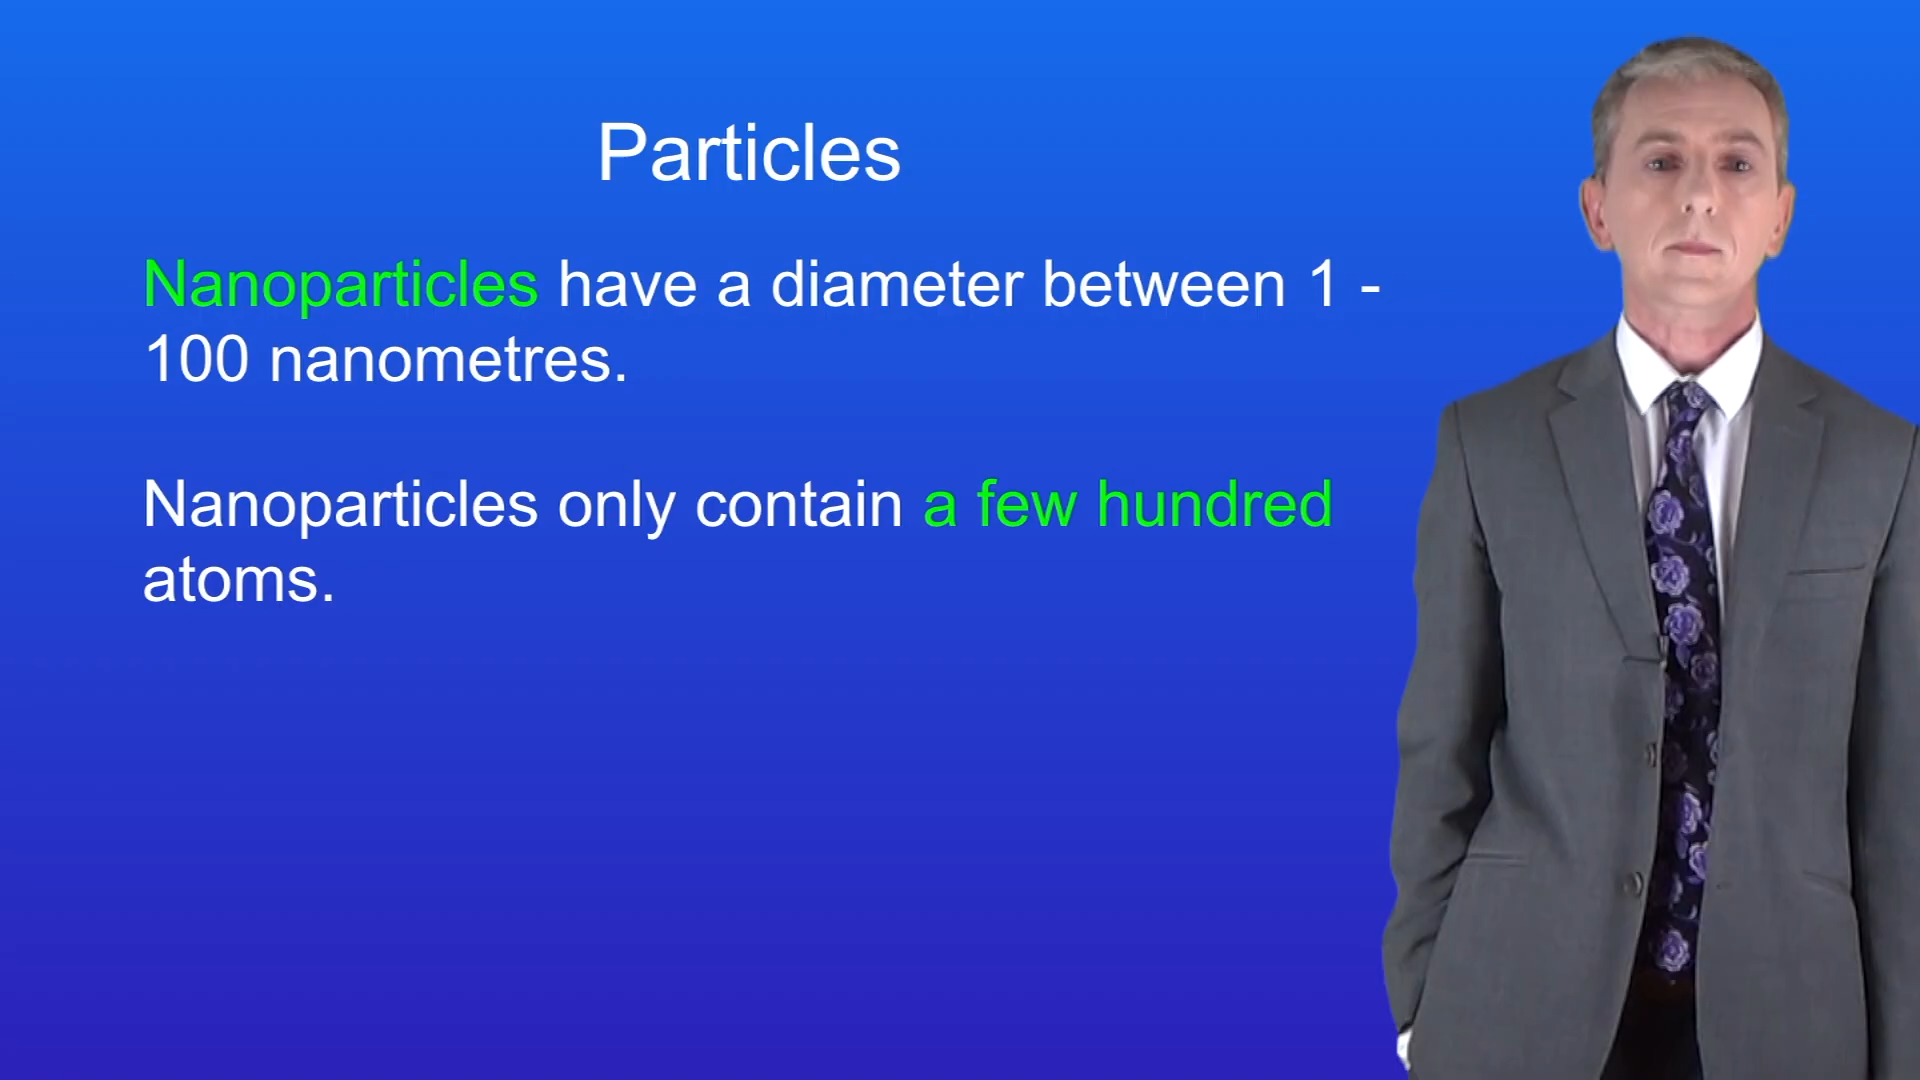 Particles
Nanoparticles have a diameter between 1 -
100 nanometres.
Nanoparticles only contain a few hundred
atoms.